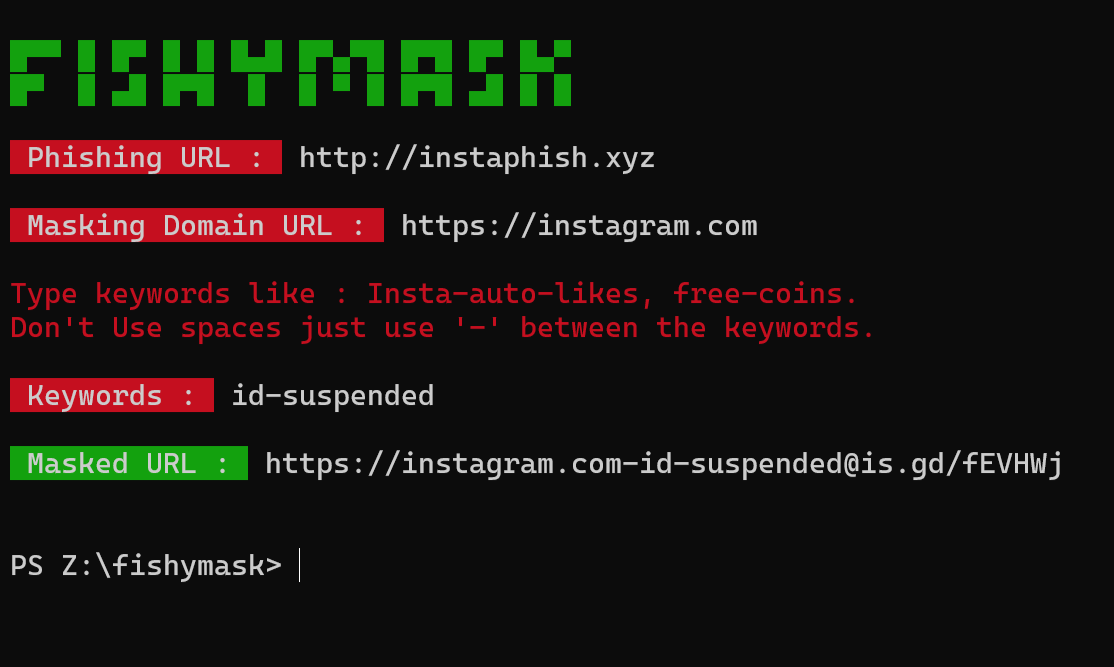 FISHYMASK
Phishing URL : http://instaphish.xyz
Masking Domain URL : https://instagram.com
Type keywords like : Insta-auto-likes, free-coins.
Don't Use spaces just use '-' between the keywords.
Keywords : id-suspended
Masked URL : https://instagram.com-id-suspended@is.gd/fEVHWj
PS Z:\fishymask>